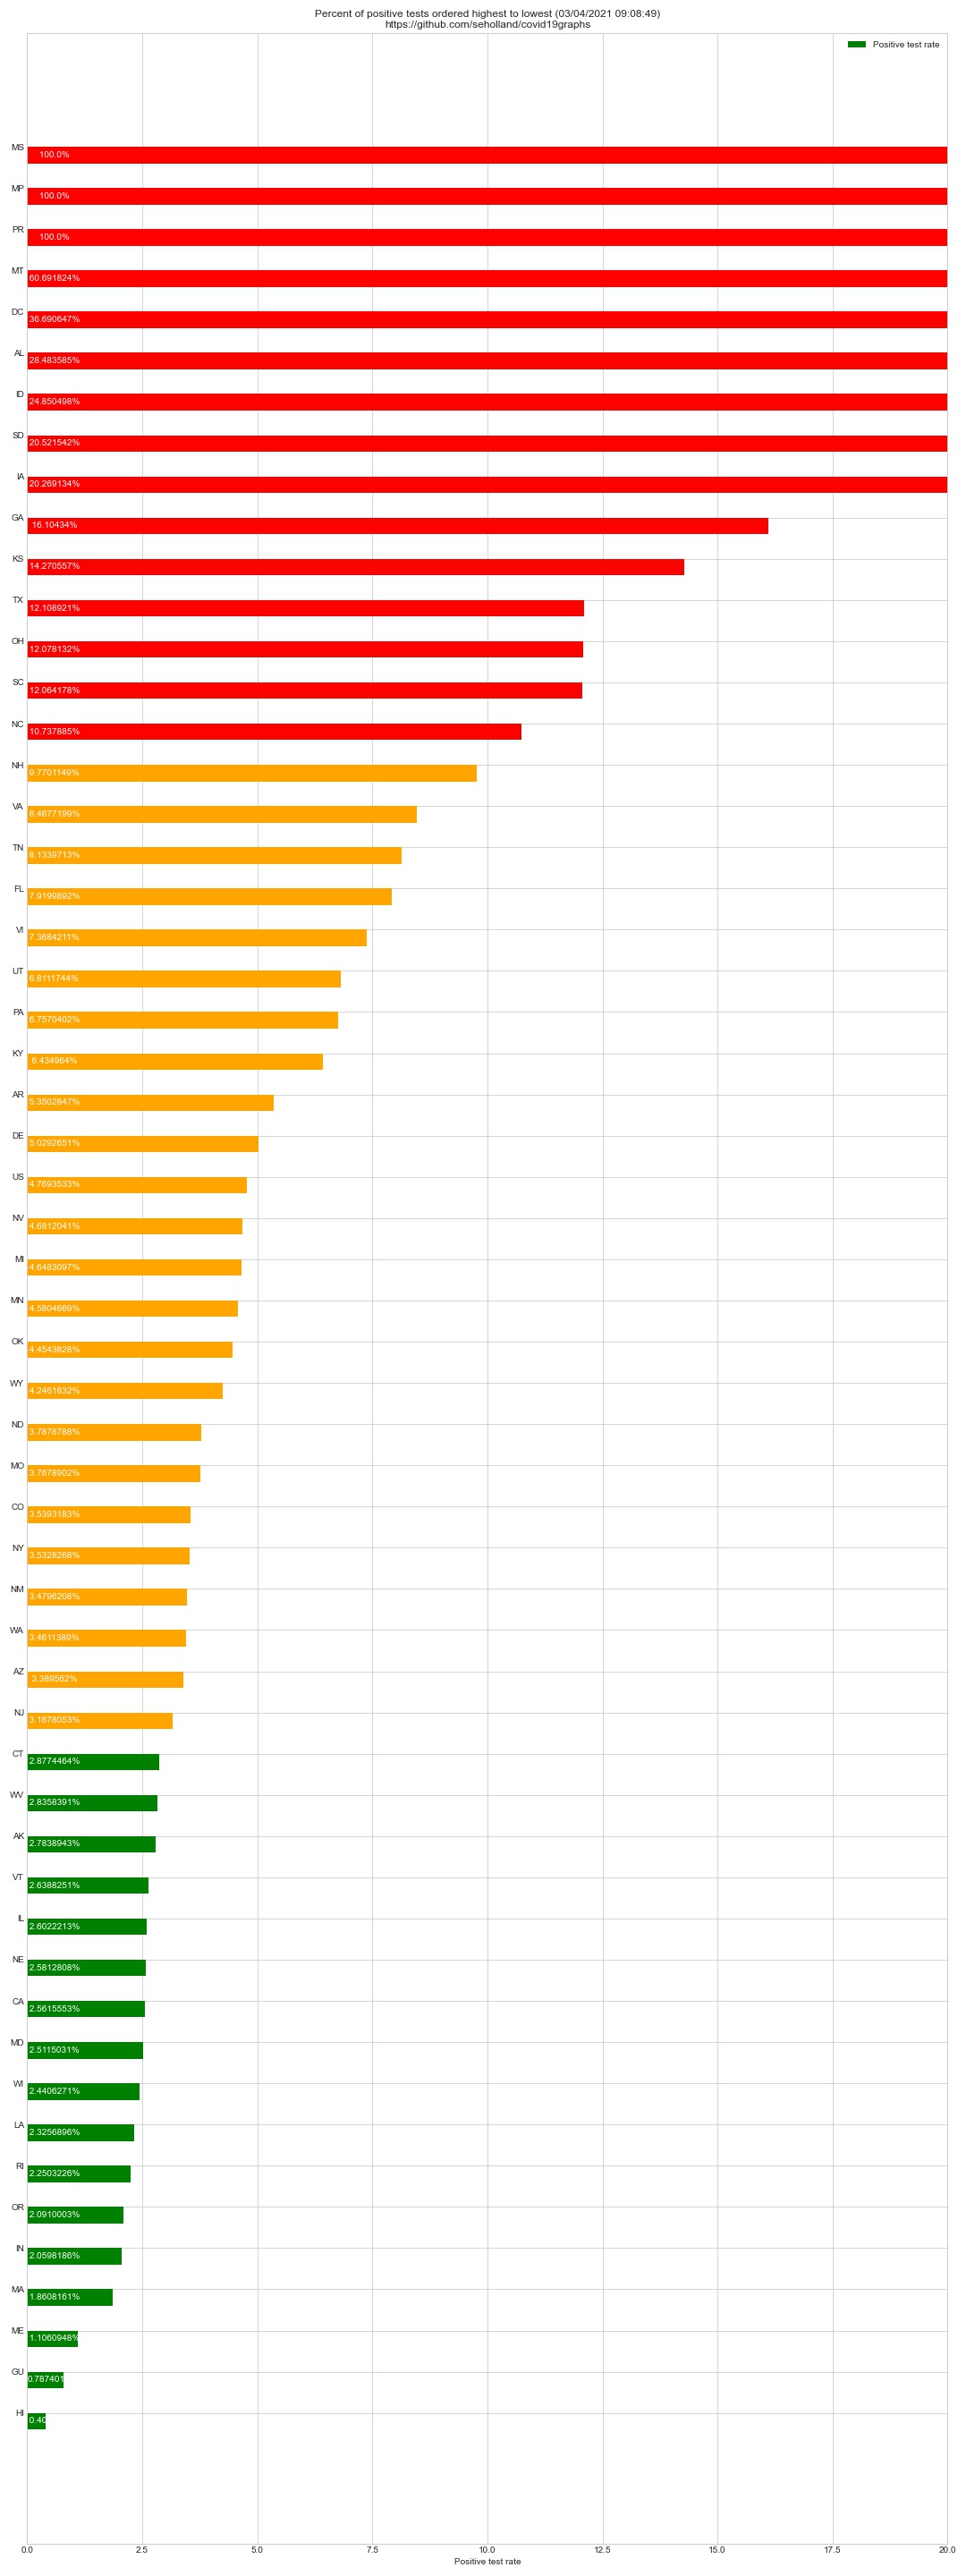 Percent of positive tests ordered highest to lowest (03/04/2021 09:08:49)
https://github.com/seholland/covid19graphs
Positive test rate
MS 100.0%
MP 100.0%
PR 100.0%
MT 60.691824%
DC 36.690647%
AL 28.483585%
ID 24.850498%
SD 20.521542%
IA 20.269134%
GA 16.10434%
KS 14.270557%
TX 12.108921%
OH 12.078132%
SC 12.064178%
NC 10.737885%
NH 9.7701149%
VA 8.4677199%
TN 8.1339713%
FL 7.9199892%
VI 7.3684211%
UT 6.8111744%
PA 6.7570402%
KY 6.434964%
AR 5.3502847%
DE 5.0292651%
US 4.7693533%
NV 4.6812041%
MI 4.6483097%
MN 4.5804669%
OK 4.4543828%
WY 4.2461832%
ND 3.7878788%
MO 3.7678902%
CO 3.5393183%
NY 3.5328268%
NM 3.4796208%
WA 3.4611389%
AZ 3.389562%
NJ 3.1678053%
CT 2.8774464%
WV 2.8358391%
AK 2.7838943%
VT 2.6388251%
IL 2.6022213%
NE 2.5812808%
CA 2.5615553%
MD 2.5115031%
WI 2.4406271%
LA 2.3256896%
RI 2.2503226%
OR 2.0910003%
IN 2.0598186%
MA 1.8608161%
ME 1.1060948%
GU 0.787401
HI 0.40
0.0 2.5 5.0 7.5 10.0 12.5 15.0 17.5 20.0
Positive test rate